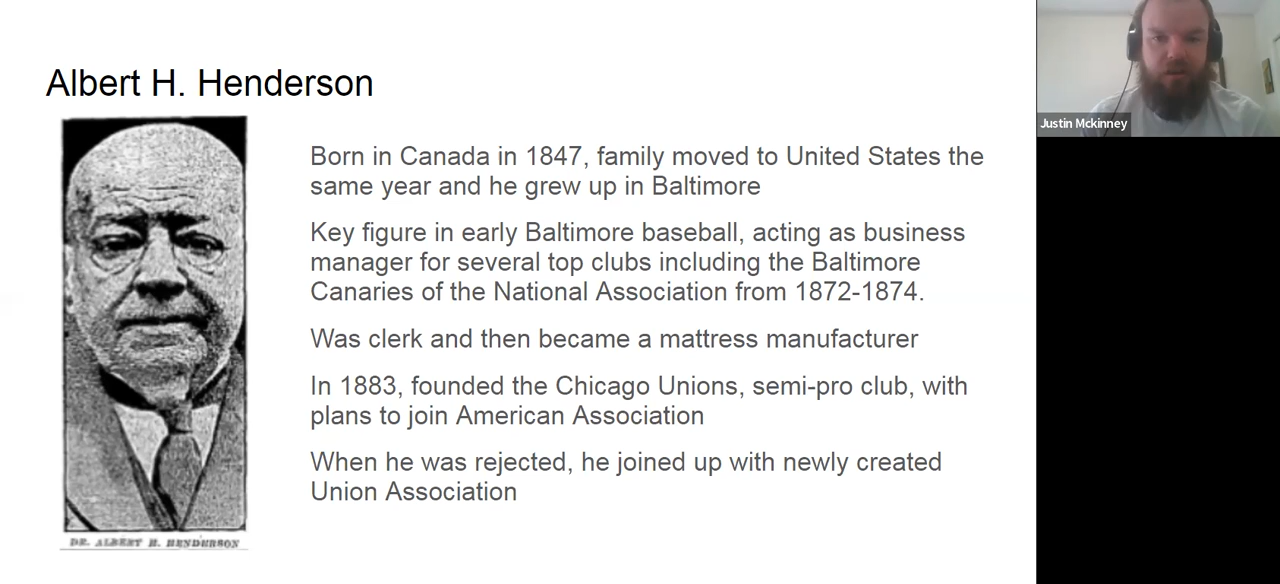 Albert H. Henderson
Born in Canada in 1847, family moved to United States the
same year and he grew up in Baltimore
Key figure in early Baltimore baseball, acting as business
manager for several top clubs including the Baltimore
Canaries of the National Association from 1872-1874.
Was clerk and then became a mattress manufacturer
In 1883, founded the Chicago Unions, semi-pro club, with
plans to join American Association
When he was rejected, he joined up with newly created
Union Association
DR. ALBERT H. HENDERSON
Justin Mckinney